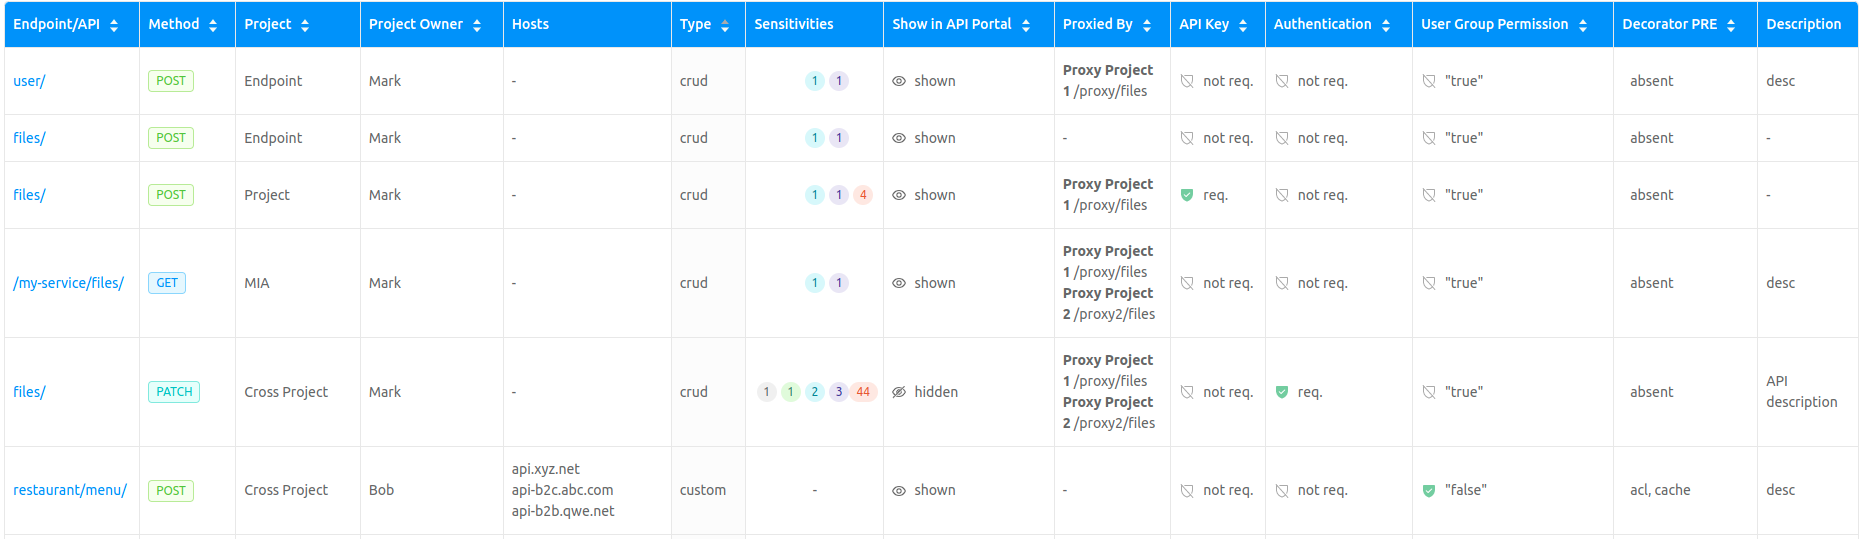 Endpoint/API Method Project Project Owner Hosts Type Sensitivities Show in API Portal Proxied By API Key Authentication User Group Permission Decorator PRE Description
user/ POST Endpoint Mark - crud 1 1 shown Proxy Project 1 /proxy/files not req. not req. "true" absent desc
files/ POST Endpoint Mark - crud 1 1 shown - not req. not req. "true" absent -
files/ POST Project Mark - crud 1 1 4 shown Proxy Project 1 /proxy/files req. not req. "true" absent -
/my-service/files/ GET MIA Mark - crud 1 1 shown Proxy Project 1 /proxy/files Proxy Project 2 /proxy2/files not req. not req. "true" absent desc
files/ PATCH Cross Project Mark - crud 1 1 2 3 44 hidden Proxy Project 1 /proxy/files Proxy Project 2 /proxy2/files not req. req. "true" absent API description
restaurant/menu/ POST Cross Project Bob api.xyz.net api-b2c.abc.com api-b2b.qwe.net custom - shown - not req. not req. "false" acl, cache desc